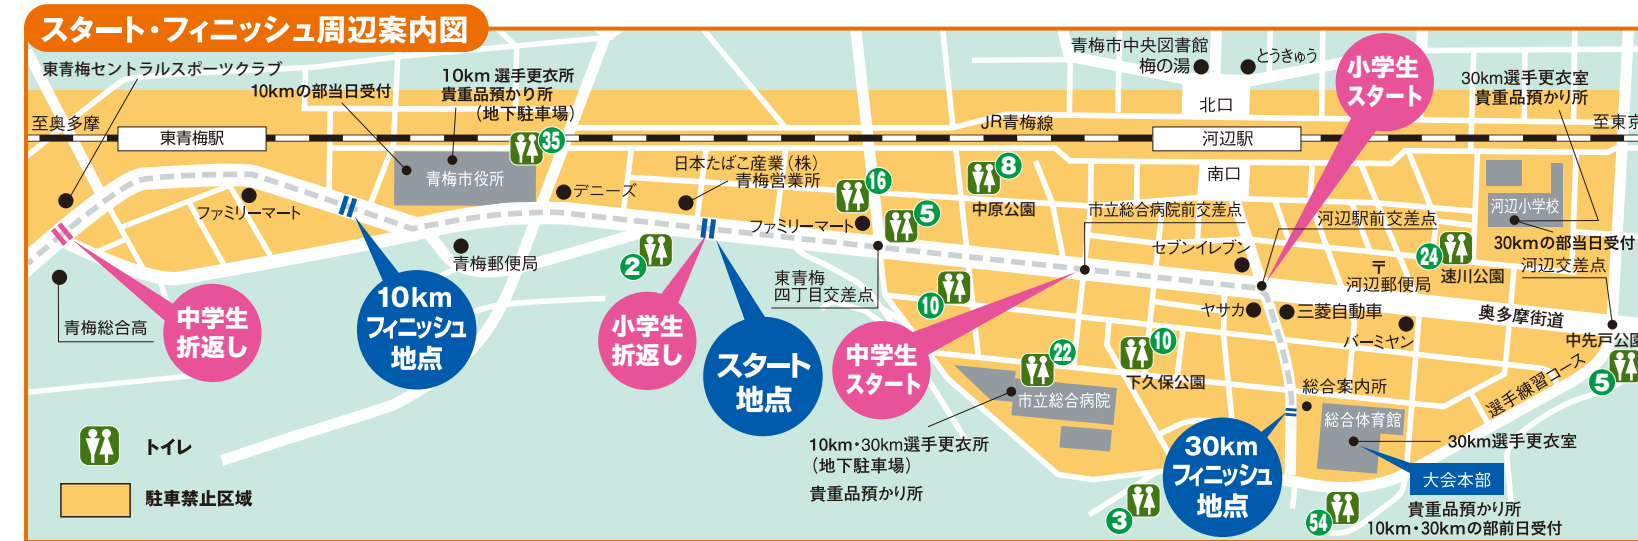 スタート・フィニッシュ周辺案内図
東青梅セントラルスポーツクラブ
10kmの部当日受付
10km 選手更衣所
貴重品預かり所
（地下駐車場）
35
至奥多摩
東青梅駅
青梅市役所
ファミリーマート
デニーズ
青梅郵便局
青梅総合高
中学生
折返し
10km
フィニッシュ
地点
日本たばこ産業（株）
青梅営業所
ファミリーマート
16
5
2
小学生
折返し
スタート
地点
東青梅
四丁目交差点
中学生
スタート
JR青梅線
8
中原公園
青梅市中央図書館
梅の湯
とうきゅう
北口
河辺駅
南口
小学生
スタート
30km選手更衣室
貴重品預かり所
至東京
河辺小学校
30kmの部当日受付
市立総合病院前交差点
河辺駅前交差点
セブンイレブン
24
速川公園
〒
河辺郵便局
河辺交差点
ヤサカ
三菱自動車
バーミヤン
奥多摩街道
中先戸公園
5
選手練習コース
10
22
10
下久保公園
市立総合病院
10km・30km選手更衣所
（地下駐車場）
貴重品預かり所
総合案内所
総合体育館
30km選手更衣室
30km
フィニッシュ
地点
大会本部
貴重品預かり所
10km・30kmの部前日受付
3
54
トイレ
駐車禁止区域